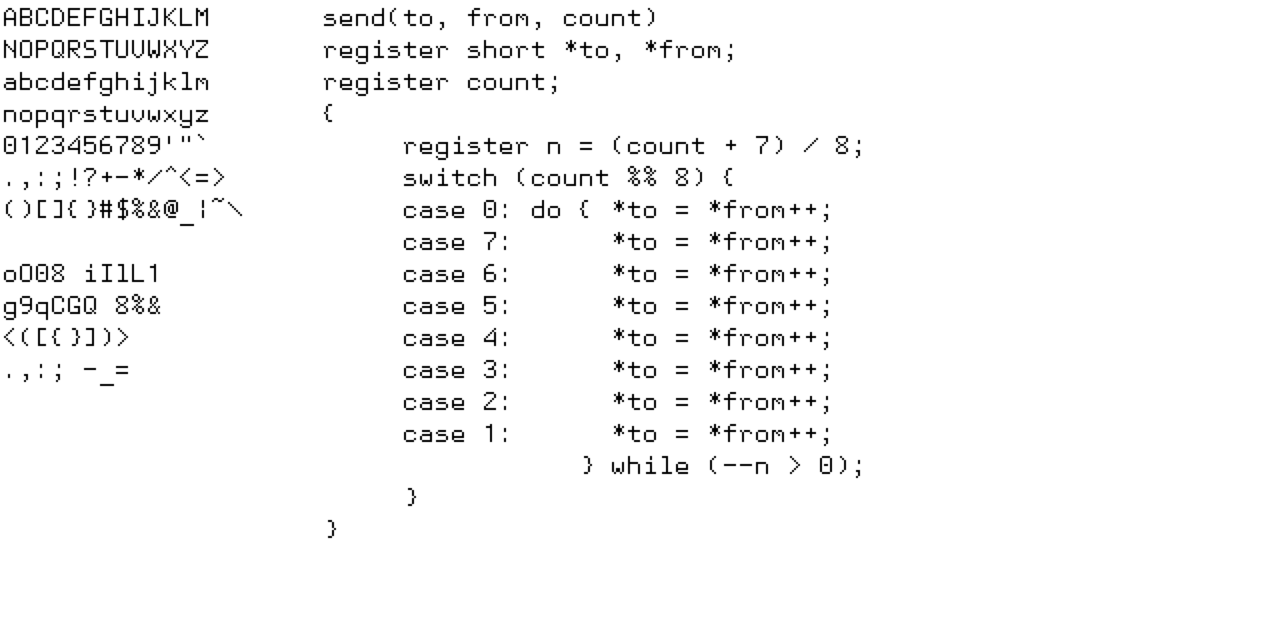 ABCDEFGHIJKLM
NOPQRSTUVWXYZ
abcdefghijklm
nopqrstuvwxyz
0123456789'"`
.,:;!?+-*/^<=>
()[]{}#$%&@_¦~\
oO08 iIlL1
g9qCGQ 8%&
<([{}])>
.,:; -_=
send(to, from, count)
register short *to, *from;
register count;
{
register n = (count + 7) / 8;
switch (count %% 8) {
case 0: do { *to = *from++;
case 7: *to = *from++;
case 6: *to = *from++;
case 5: *to = *from++;
case 4: *to = *from++;
case 3: *to = *from++;
case 2: *to = *from++;
case 1: *to = *from++;
} while (--n > 0);
}
}